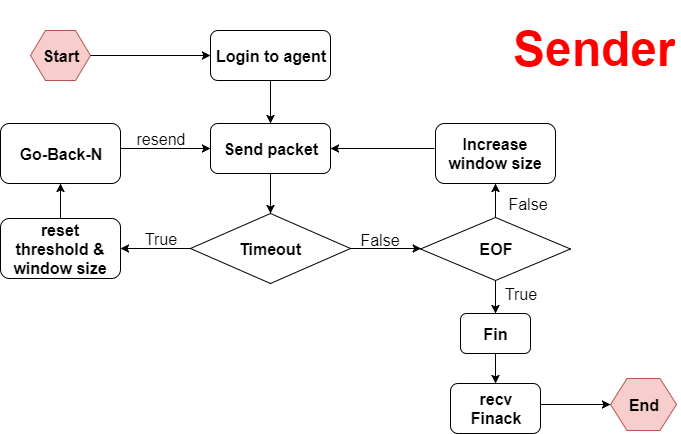 Sender
Start
Login to agent
Go-Back-N
resend
Send packet
Increase
window size
False
reset
threshold &
window size
True
Timeout
False
EOF
True
Fin
recv
Finack
End